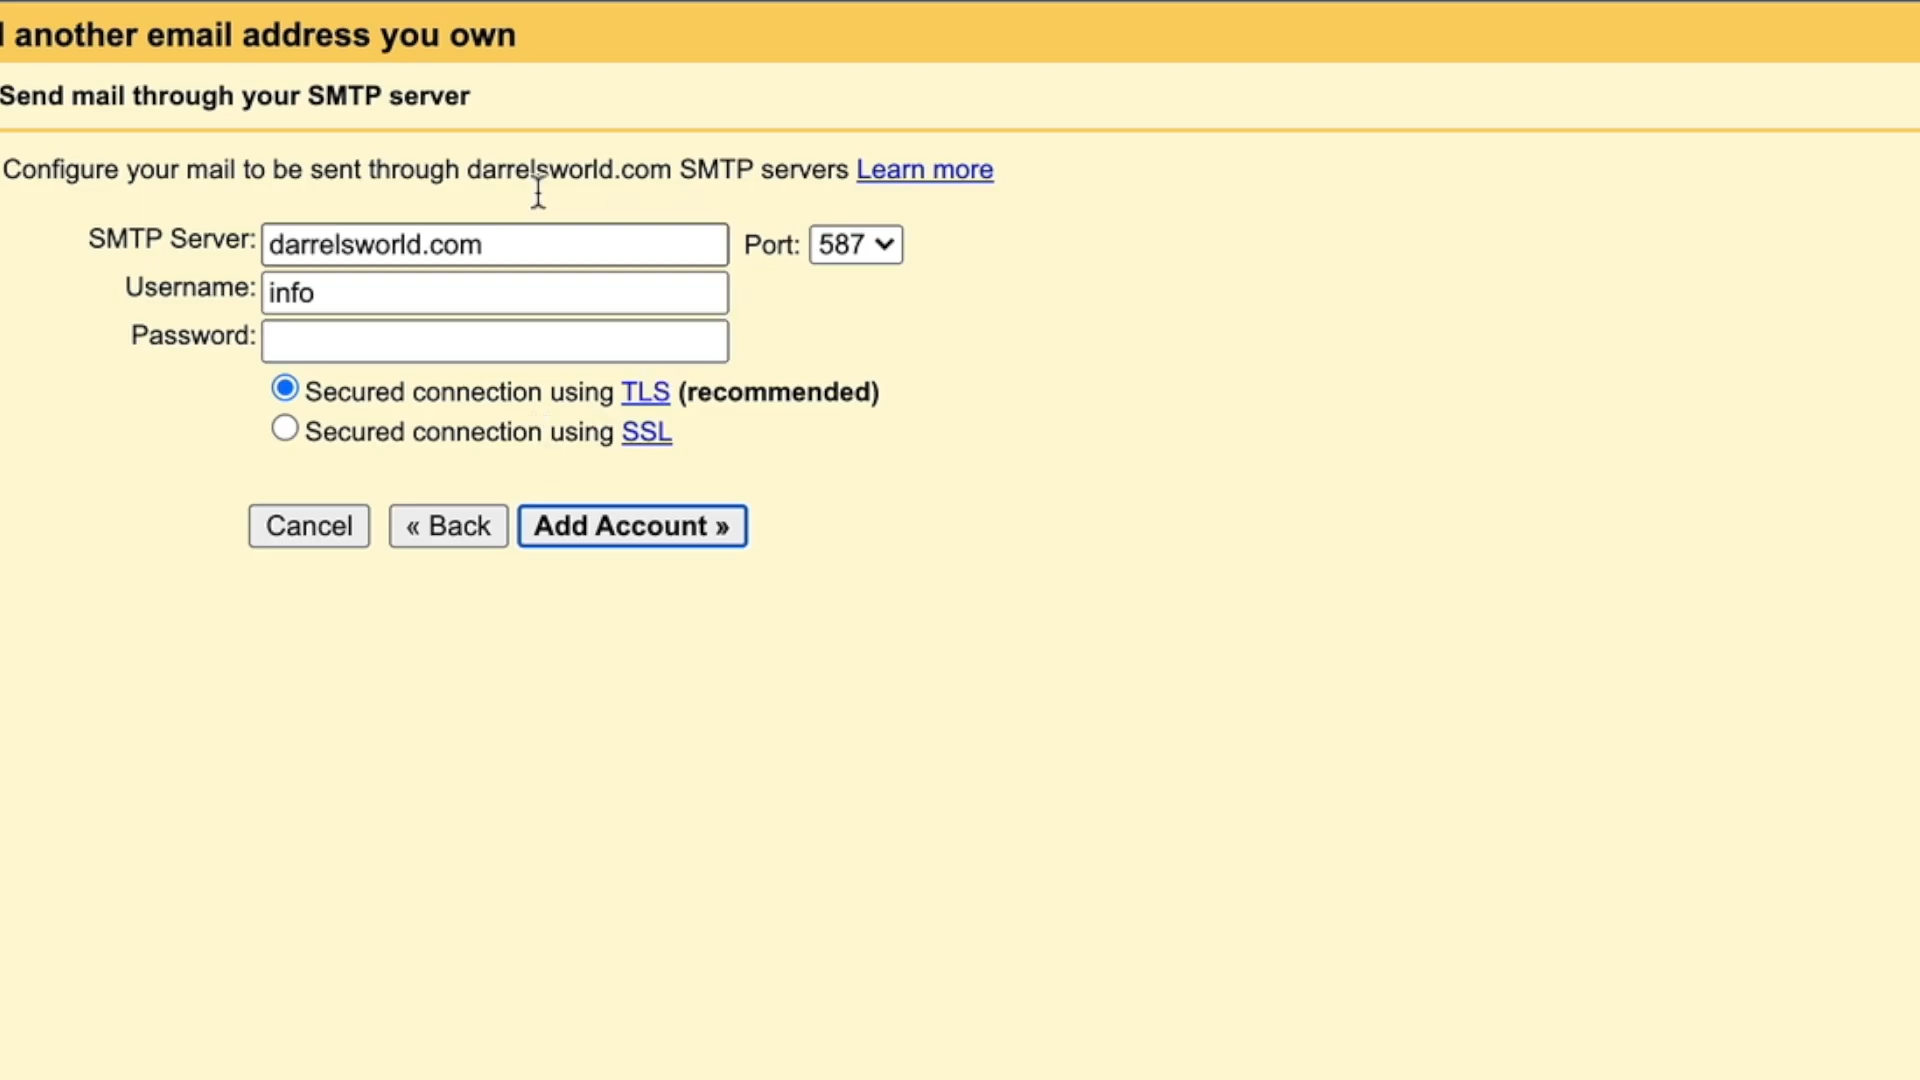 another email address you own
Send mail through your SMTP server
Configure your mail to be sent through darrelsworld.com SMTP servers Learn more
SMTP Server: darrelsworld.com Port: 587
Username: info
Password:
Secured connection using TLS (recommended)
Secured connection using SSL
Cancel « Back Add Account »